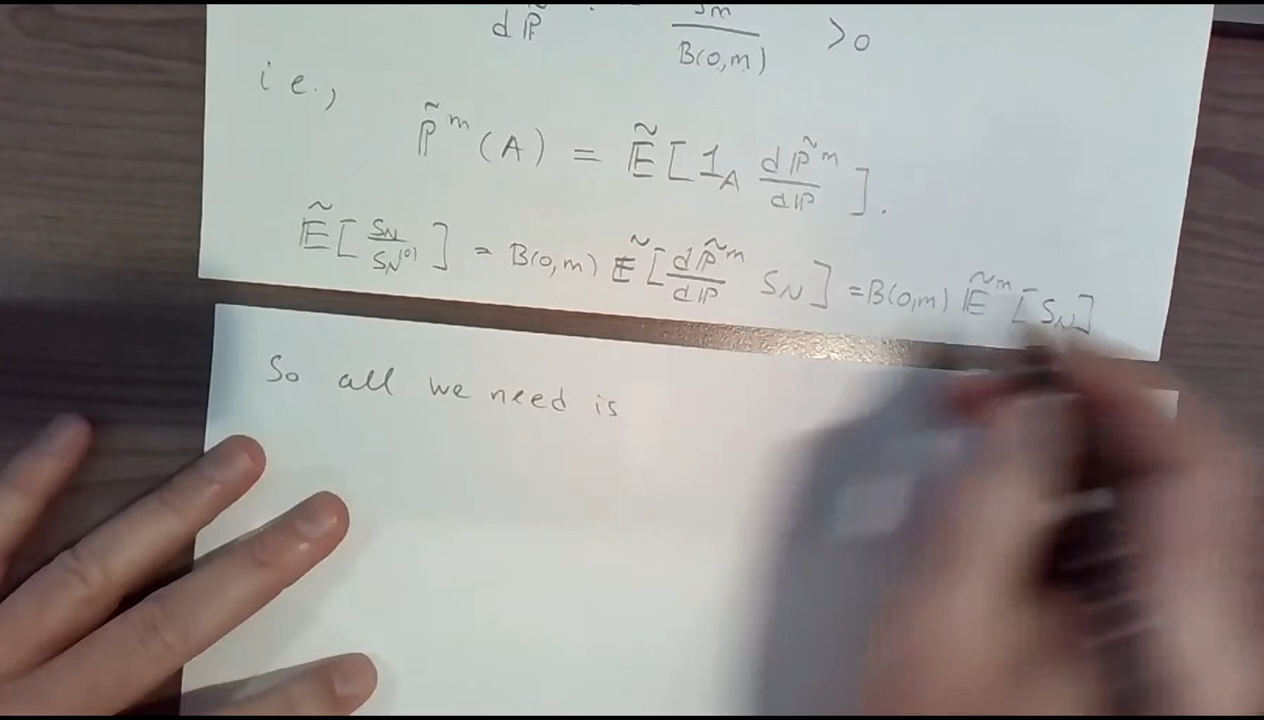 d P̃ : = / B(0,m) > 0
i e.,
P̃^m (A) = Ẽ [ 1_A dP̃^m / dP ] .
Ẽ [ S_N / S_N^(0) ] = B(0,m) Ẽ [ dP̃^m / dP S_N ] = B(0,m) Ẽ^m [ S_N ]
So all we need is